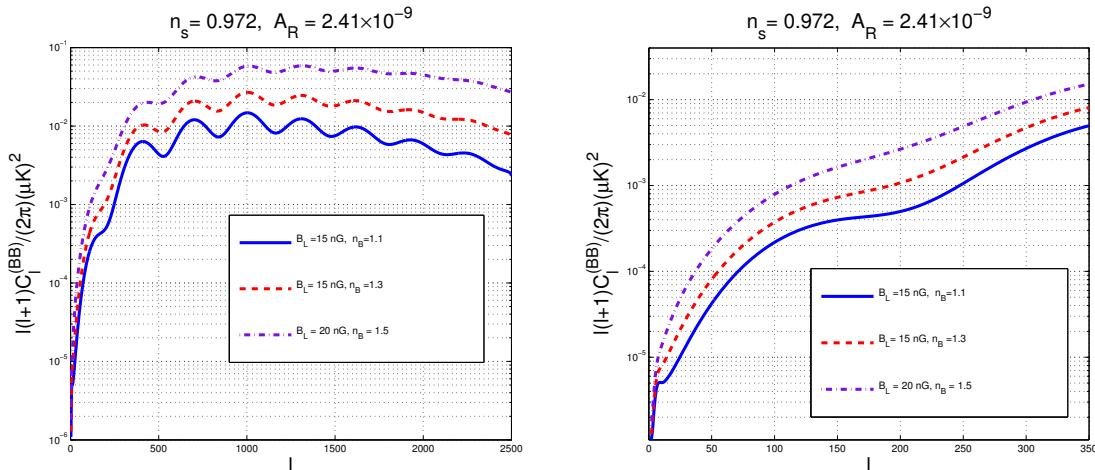 n_s= 0.972, A_R = 2.41×10^-9
l(l+1)C_l^(BB)/(2π)(μK)^2
10^-1
10^-2
10^-3
10^-4
10^-5
10^-6
B_L =15 nG, n_B=1.1
B_L= 15 nG, n_B=1.3
B_L = 20 nG, n_B = 1.5
0 500 1000 1500 2000 2500
l
n_s= 0.972, A_R = 2.41×10^-9
l(l+1)C_l^(BB)/(2π)(μK)^2
10^-2
10^-3
10^-4
10^-5
B_L =15 nG, n_B=1.1
B_L=15 nG, n_B=1.3
B_L = 20 nG, n_B = 1.5
0 50 100 150 200 250 300 350
l